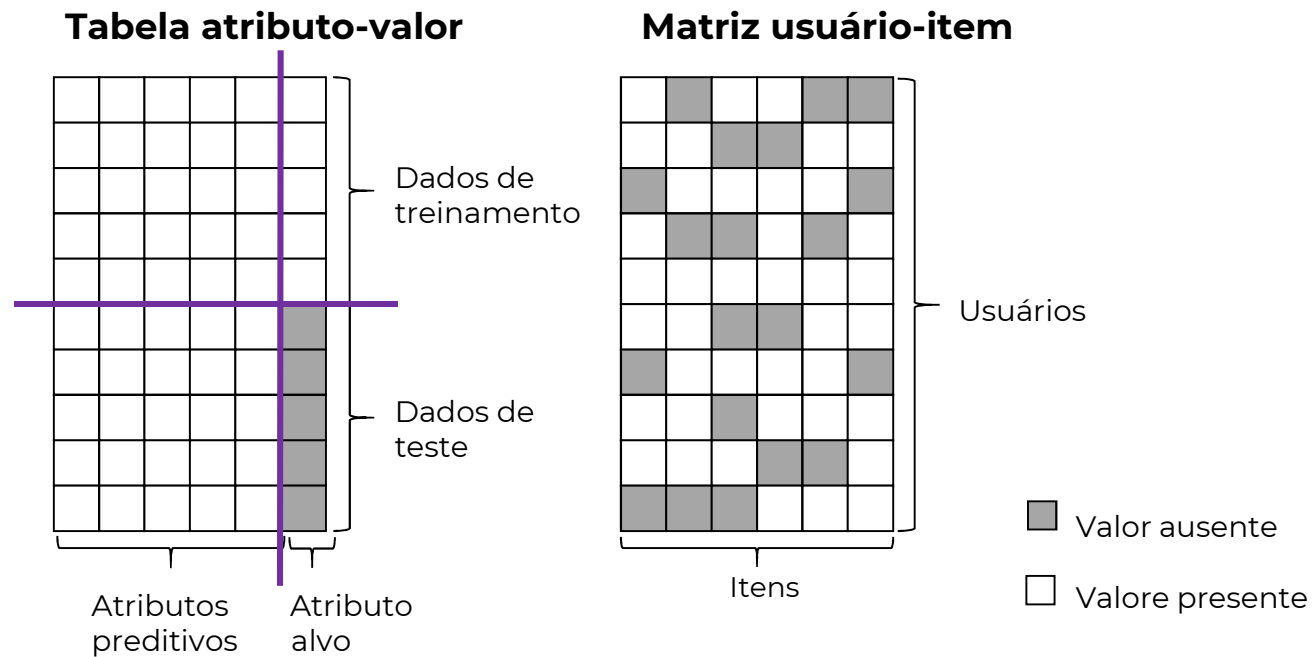 Tabela atributo-valor
Dados de
treinamento
Dados de
teste
Atributos
preditivos
Atributo
alvo
Matriz usuário-item
Usuários
Itens
Valor ausente
Valore presente